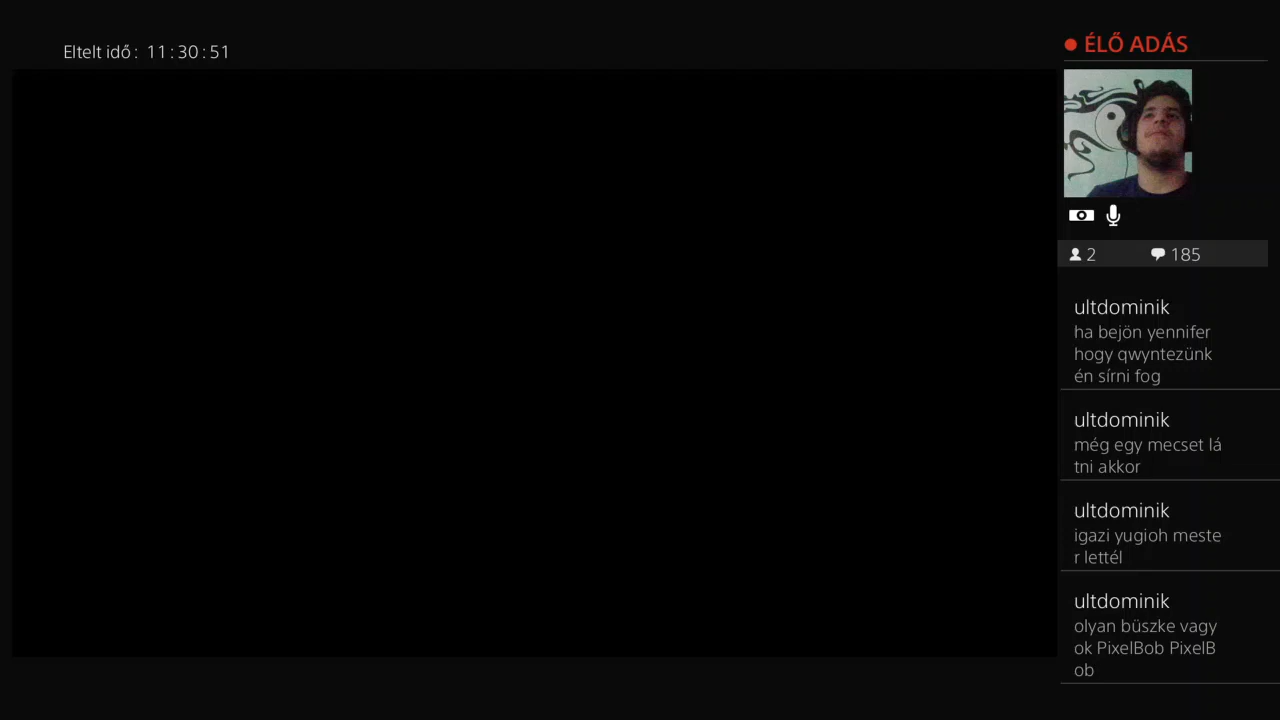 Eltelt idő: 11:30:51
ÉLŐ ADÁS
2 185
ultdominik
ha bejön yennifer
hogy qwyntezünk
én sírni fog
ultdominik
még egy mecset lá
tni akkor
ultdominik
igazi yugioh meste
r lettél
ultdominik
olyan büszke vagy
ok PixelBob PixelB
ob